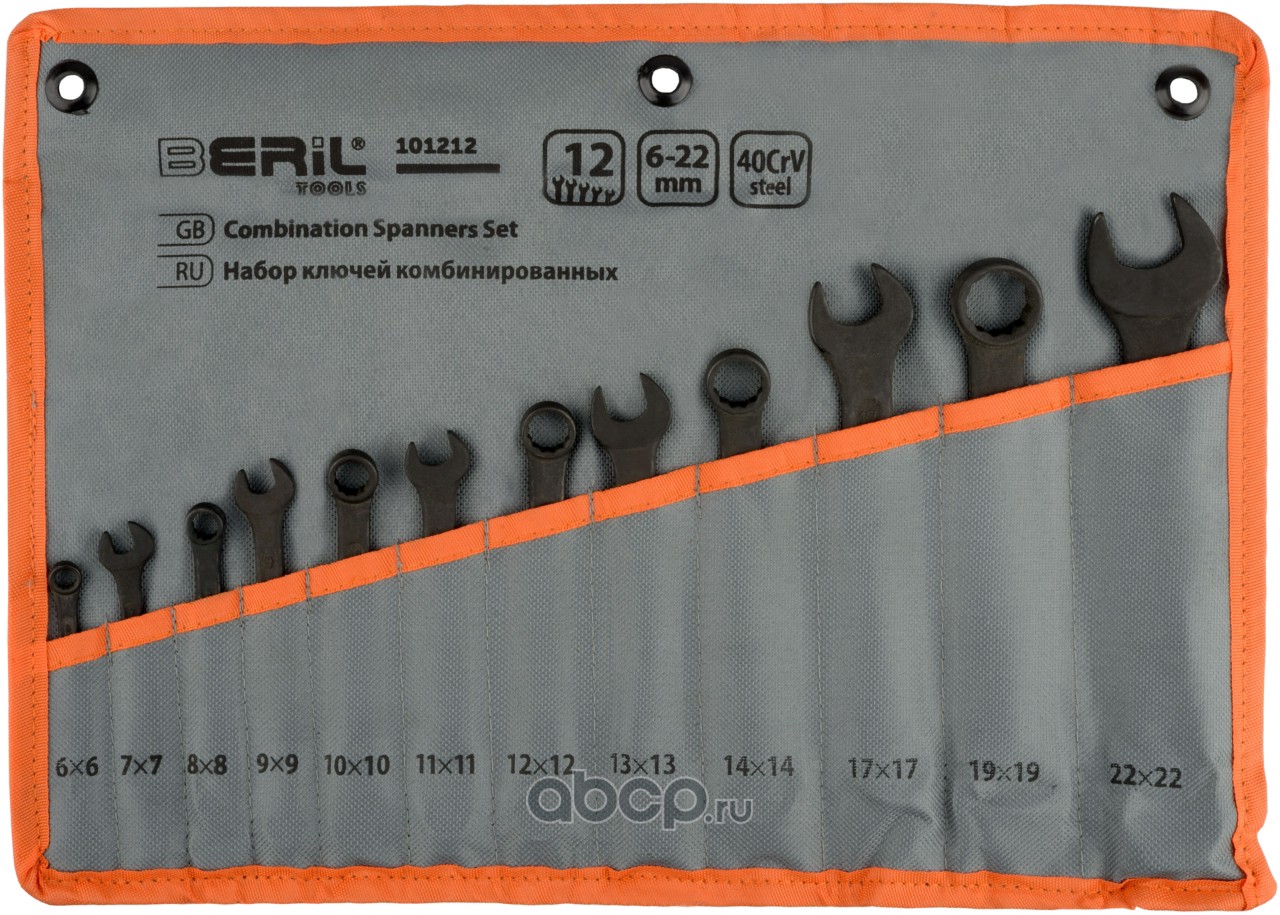 BERiL® 101212
TOOLS
12
6-22 mm
40CrV steel
GB Combination Spanners Set
RU Набор ключей комбинированных
6×6 7×7 8×8 9×9 10×10 11×11 12×12 13×13 14×14 17×17 19×19 22×22
abcp.ru